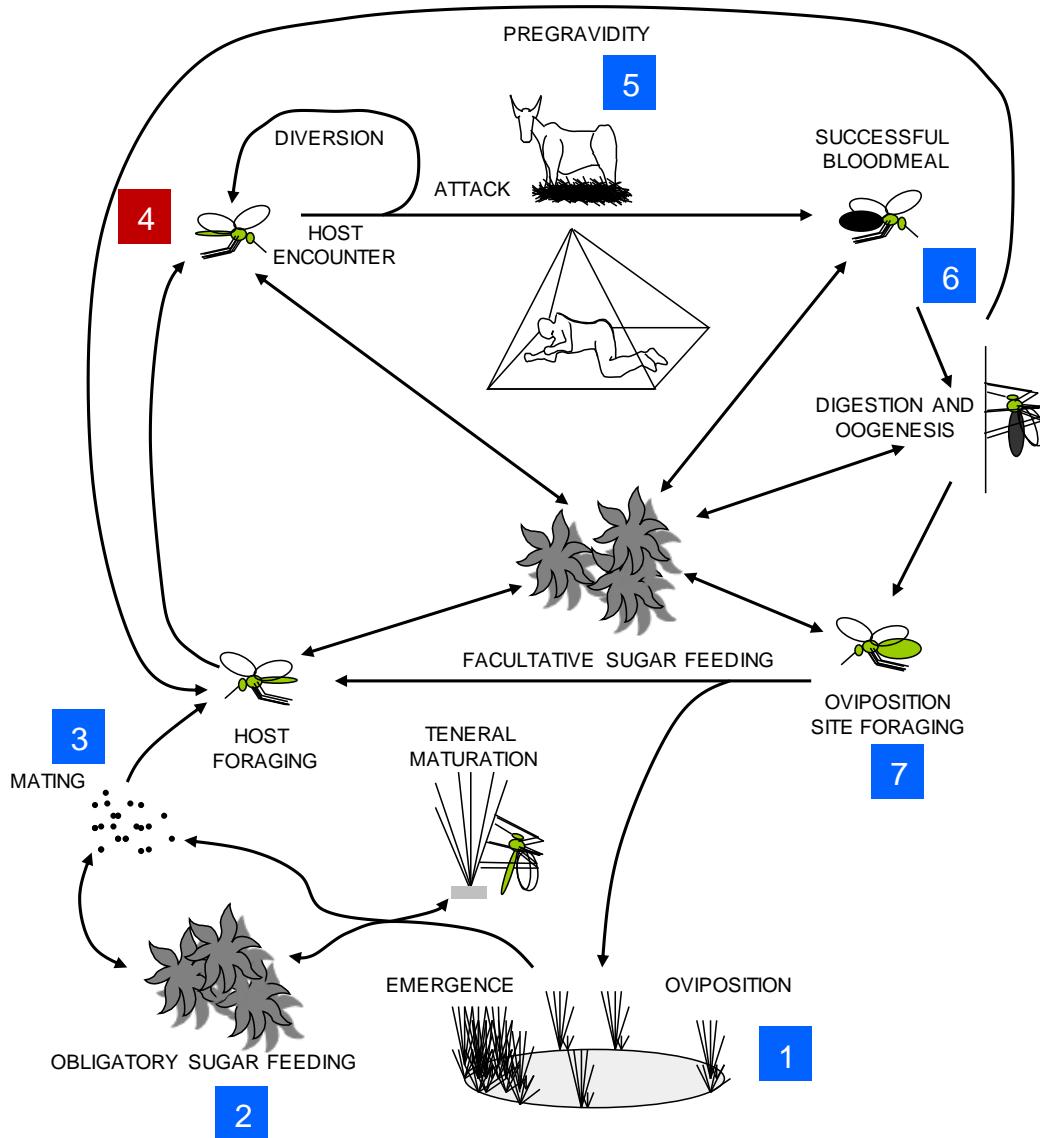 PREGRAVIDITY
5
DIVERSION
SUCCESSFUL
BLOODMEAL
ATTACK
4
HOST
ENCOUNTER
6
DIGESTION AND
OOGENESIS
FACULTATIVE SUGAR FEEDING
OVIPOSITION
SITE FORAGING
7
3
HOST
FORAGING
TENERAL
MATURATION
MATING
EMERGENCE
OVIPOSITION
1
OBLIGATORY SUGAR FEEDING
2